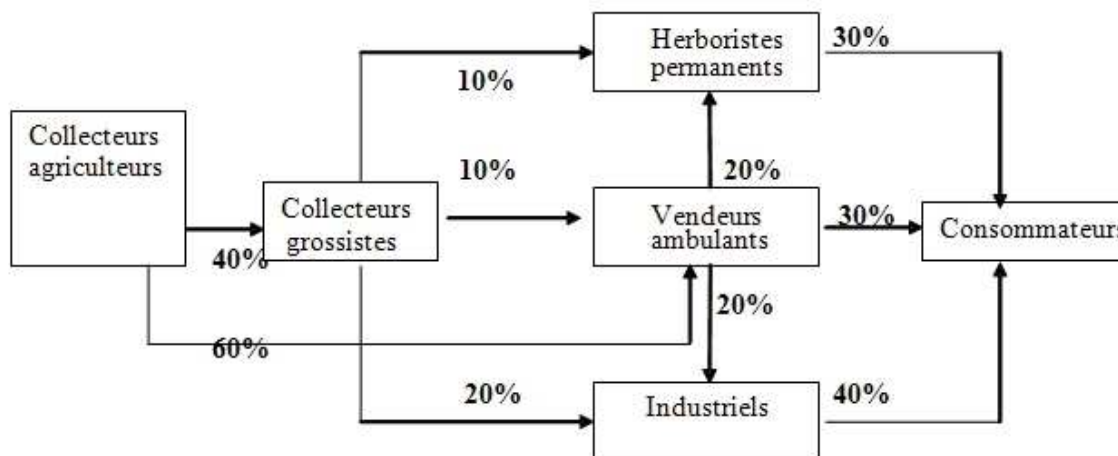 Herboristes
permanents
30%
10%
Collecteurs
agriculteurs
10%
20%
Collecteurs
grossistes
Vendeurs
ambulants
30%
Consommateurs
40%
20%
60%
20%
Industriels
40%